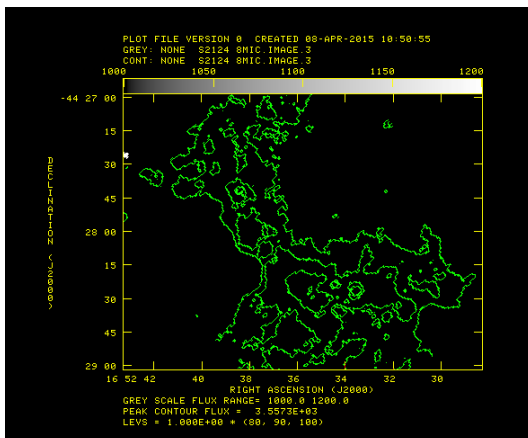 PLOT FILE VERSION 0 CREATED 08-APR-2015 10:50:55
GREY: NONE S2124 8MIC.IMAGE.3
CONT: NONE S2124 8MIC.IMAGE.3
1000 1050 1100 1150 1200
-44 27 00
15
30
45
28 00
15
30
45
29 00
DECLINATION (J2000)
16 52 42 40 38 36 34 32 30
RIGHT ASCENSION (J2000)
GREY SCALE FLUX RANGE= 1000.0 1200.0
PEAK CONTOUR FLUX = 3.5573E+03
LEVS = 1.000E+00 * (80, 90, 100)